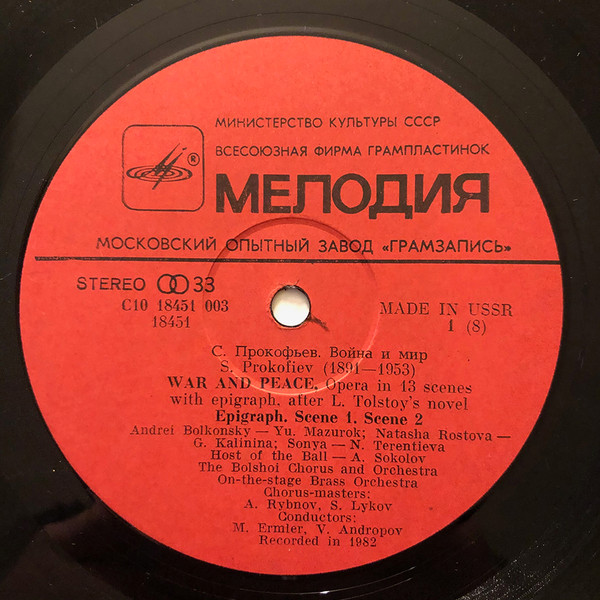 МИНИСТЕРСТВО КУЛЬТУРЫ СССР
ВСЕСОЮЗНАЯ ФИРМА ГРАМПЛАСТИНОК
®
МЕЛОДИЯ
МОСКОВСКИЙ ОПЫТНЫЙ ЗАВОД «ГРАМЗАПИСЬ»
STEREO 33
С10 18451 003
18451
MADE IN USSR
1 (8)
С. Прокофьев. Война и мир
S. Prokofiev (1891—1953)
WAR AND PEACE. Opera in 13 scenes
with epigraph, after L. Tolstoy's novel
Epigraph. Scene 1. Scene 2
Andrei Bolkonsky — Yu. Mazurok; Natasha Rostova —
G. Kalinina; Sonya — N. Terentieva
Host of the Ball — A. Sokolov
The Bolshoi Chorus and Orchestra
On-the-stage Brass Orchestra
Chorus-masters:
A. Rybnov, S. Lykov
Conductors:
M. Ermler, V. Andropov
Recorded in 1982